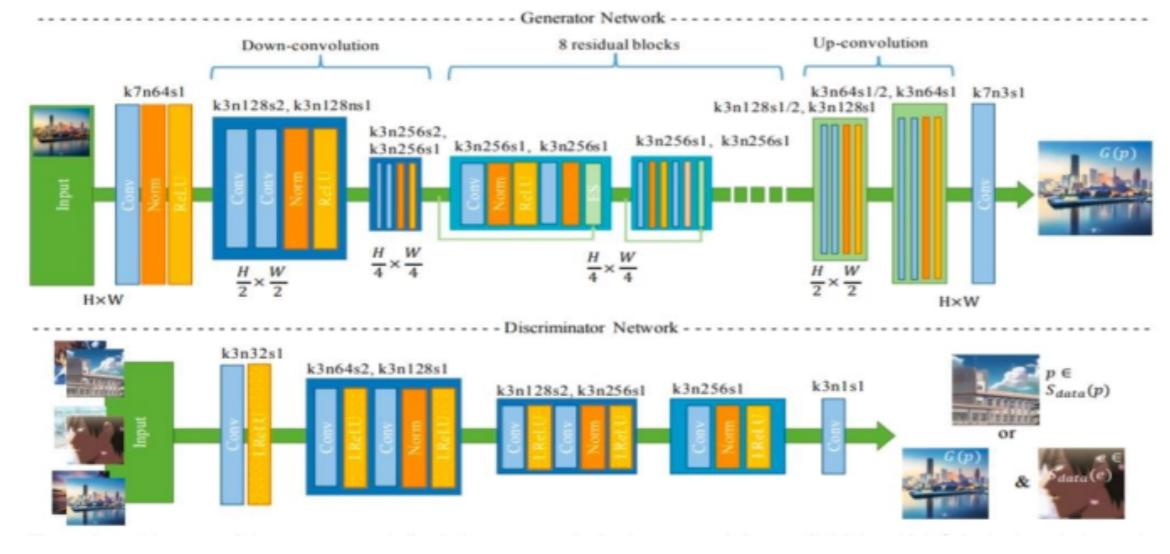 Generator Network
Down-convolution
8 residual blocks
Up-convolution
k7n64s1
k3n128s2, k3n128ns1
k3n256s2,
k3n256s1
k3n256s1, k3n256s1
k3n256s1, k3n256s1
k3n128s1/2, k3n128s1
k3n64s1/2, k3n64s1
k7n3s1
Input
Conv
Norm
ReLU
Conv
Conv
Norm
ReLU
Conv
Norm
ReLU
ES
Conv
G(p)
H×W
H/2 × W/2
H/4 × W/4
H/4 × W/4
H/2 × W/2
H×W
Discriminator Network
k3n32s1
k3n64s2, k3n128s1
k3n128s2, k3n256s1
k3n256s1
k3n1s1
Input
Conv
LReLU
Conv
LReLU
Conv
Norm
LReLU
Conv
LReLU
Conv
Norm
LReLU
Conv
Norm
LReLU
Conv
p ∈
S_data(p)
or
G(p)
&
e ∈
S_data(e)